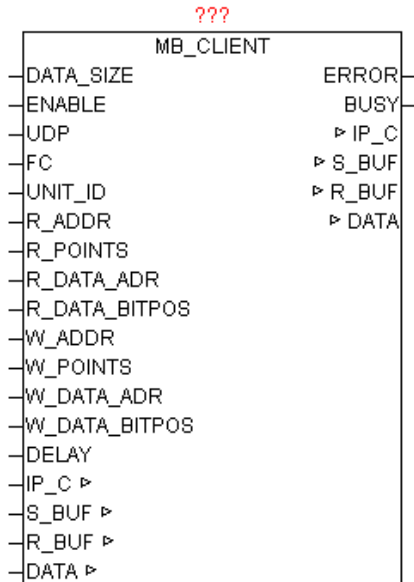 ???
MB_CLIENT
DATA_SIZE ERROR
ENABLE BUSY
UDP ▹ IP_C
FC ▹ S_BUF
UNIT_ID ▹ R_BUF
R_ADDR ▹ DATA
R_POINTS
R_DATA_ADR
R_DATA_BITPOS
W_ADDR
W_POINTS
W_DATA_ADR
W_DATA_BITPOS
DELAY
IP_C ▹
S_BUF ▹
R_BUF ▹
DATA ▹